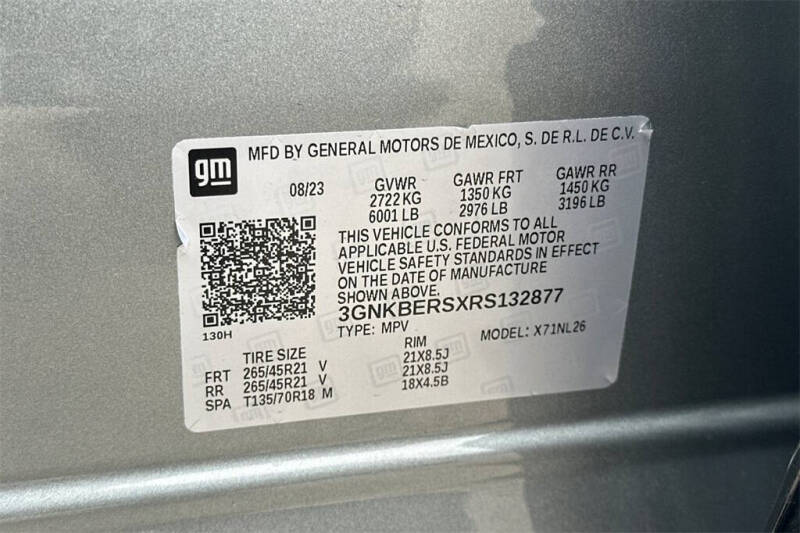 gm MFD BY GENERAL MOTORS DE MEXICO, S. DE R.L. DE C.V.
08/23 GVWR GAWR FRT GAWR RR
2722 KG 1350 KG 1450 KG
6001 LB 2976 LB 3196 LB
THIS VEHICLE CONFORMS TO ALL
APPLICABLE U.S. FEDERAL MOTOR
VEHICLE SAFETY STANDARDS IN EFFECT
ON THE DATE OF MANUFACTURE
SHOWN ABOVE.
3GNKBERSXRS132877
130H TYPE: MPV MODEL: X71NL26
TIRE SIZE RIM
FRT 265/45R21 V 21X8.5J
RR 265/45R21 V 21X8.5J
SPA T135/70R18 M 18X4.5B